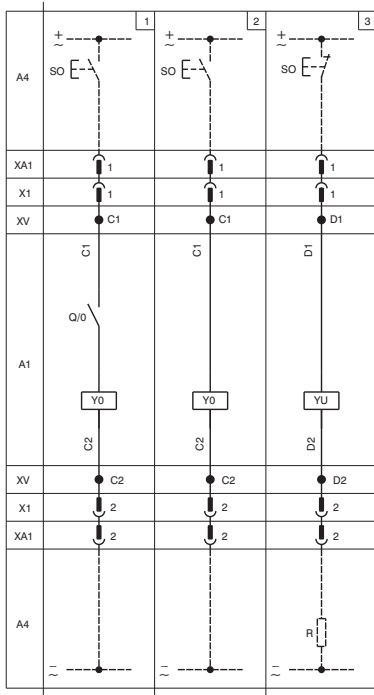 1 2 3
+ ~ + ~ + ~
A4 SO SO SO
XA1 1 1 1
X1 1 1 1
XV C1 C1 D1
C1 C1 D1
Q/0
A1
Y0 Y0 YU
C2 C2 D2
XV C2 C2 D2
X1 2 2 2
XA1 2 2 2
A4 R
– ~ – ~ – ~